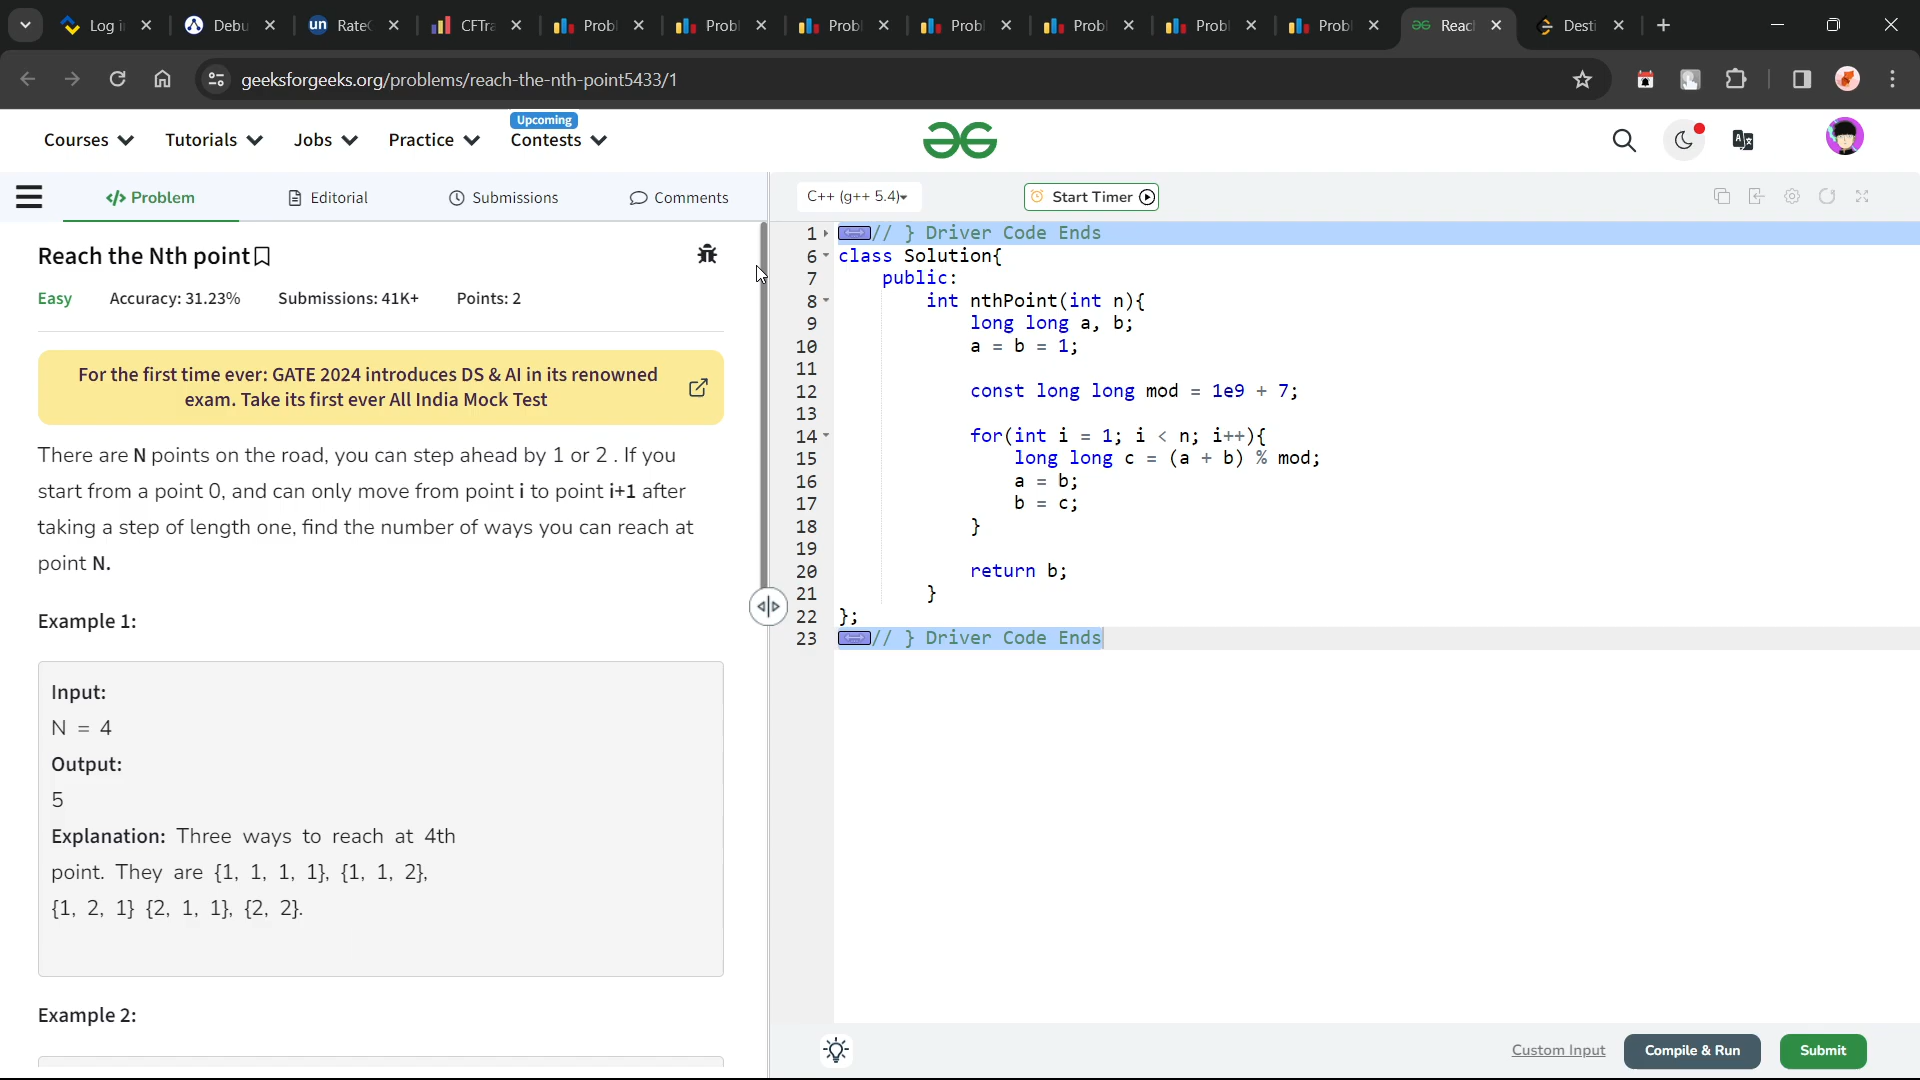 Log i
Debu
un RateC
CFTra
Probl
Probl
Probl
Probl
Probl
Probl
Probl
Reac
Desti
geeksforgeeks.org/problems/reach-the-nth-point5433/1
Courses Tutorials Jobs Practice
Upcoming
Contests
Problem Editorial Submissions Comments
Reach the Nth point
Easy Accuracy: 31.23% Submissions: 41K+ Points: 2
For the first time ever: GATE 2024 introduces DS & AI in its renowned
exam. Take its first ever All India Mock Test
There are N points on the road, you can step ahead by 1 or 2 . If you
start from a point 0, and can only move from point i to point i+1 after
taking a step of length one, find the number of ways you can reach at
point N.
Example 1:
Input:
N = 4
Output:
5
Explanation: Three ways to reach at 4th
point. They are {1, 1, 1, 1}, {1, 1, 2},
{1, 2, 1} {2, 1, 1}, {2, 2}.
Example 2:
C++ (g++ 5.4)
Start Timer
1 // } Driver Code Ends
6 class Solution{
7 public:
8 int nthPoint(int n){
9 long long a, b;
10 a = b = 1;
11
12 const long long mod = 1e9 + 7;
13
14 for(int i = 1; i < n; i++){
15 long long c = (a + b) % mod;
16 a = b;
17 b = c;
18 }
19
20 return b;
21 }
22 };
23 // } Driver Code Ends
Custom Input
Compile & Run
Submit